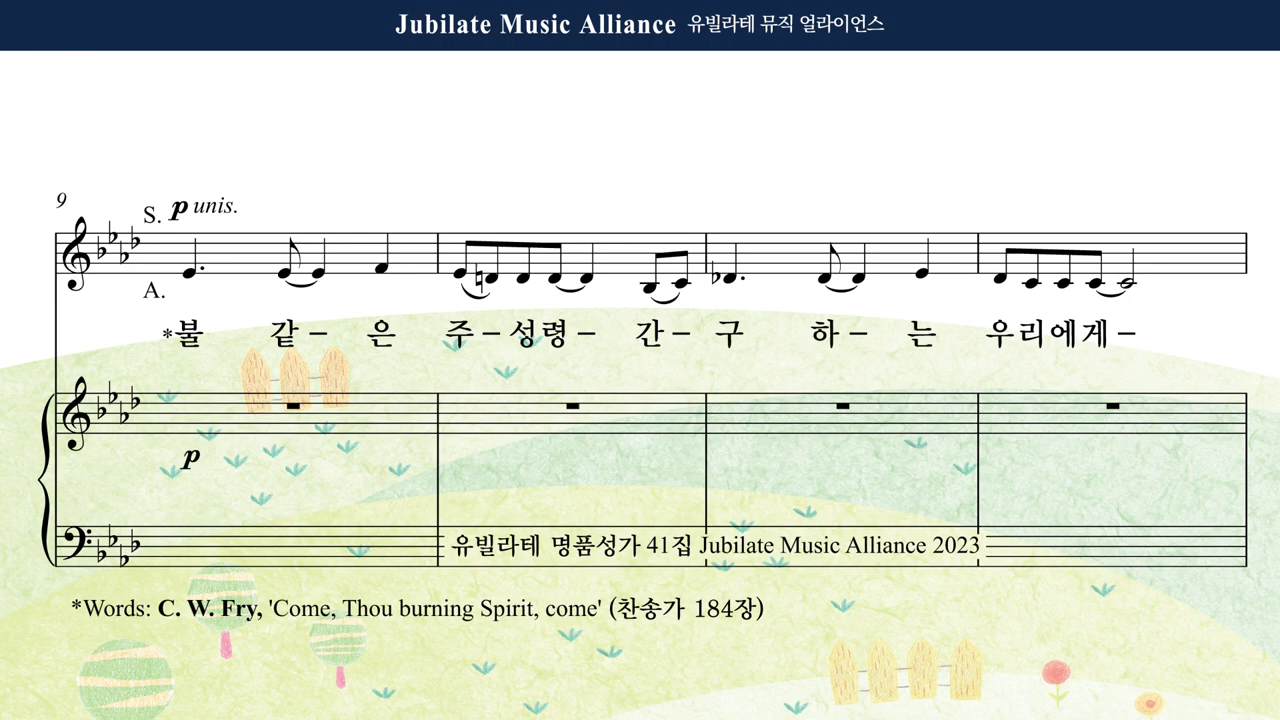 Jubilate Music Alliance 유빌라테 뮤직 얼라이언스
9
S. p unis.
A.
*불 같 – 은 주 – 성령 – 간 – 구 하 – 는 우리에게 –
p
유빌라테 명품성가 41집 Jubilate Music Alliance 2023
*Words: C. W. Fry, 'Come, Thou burning Spirit, come' (찬송가 184장)